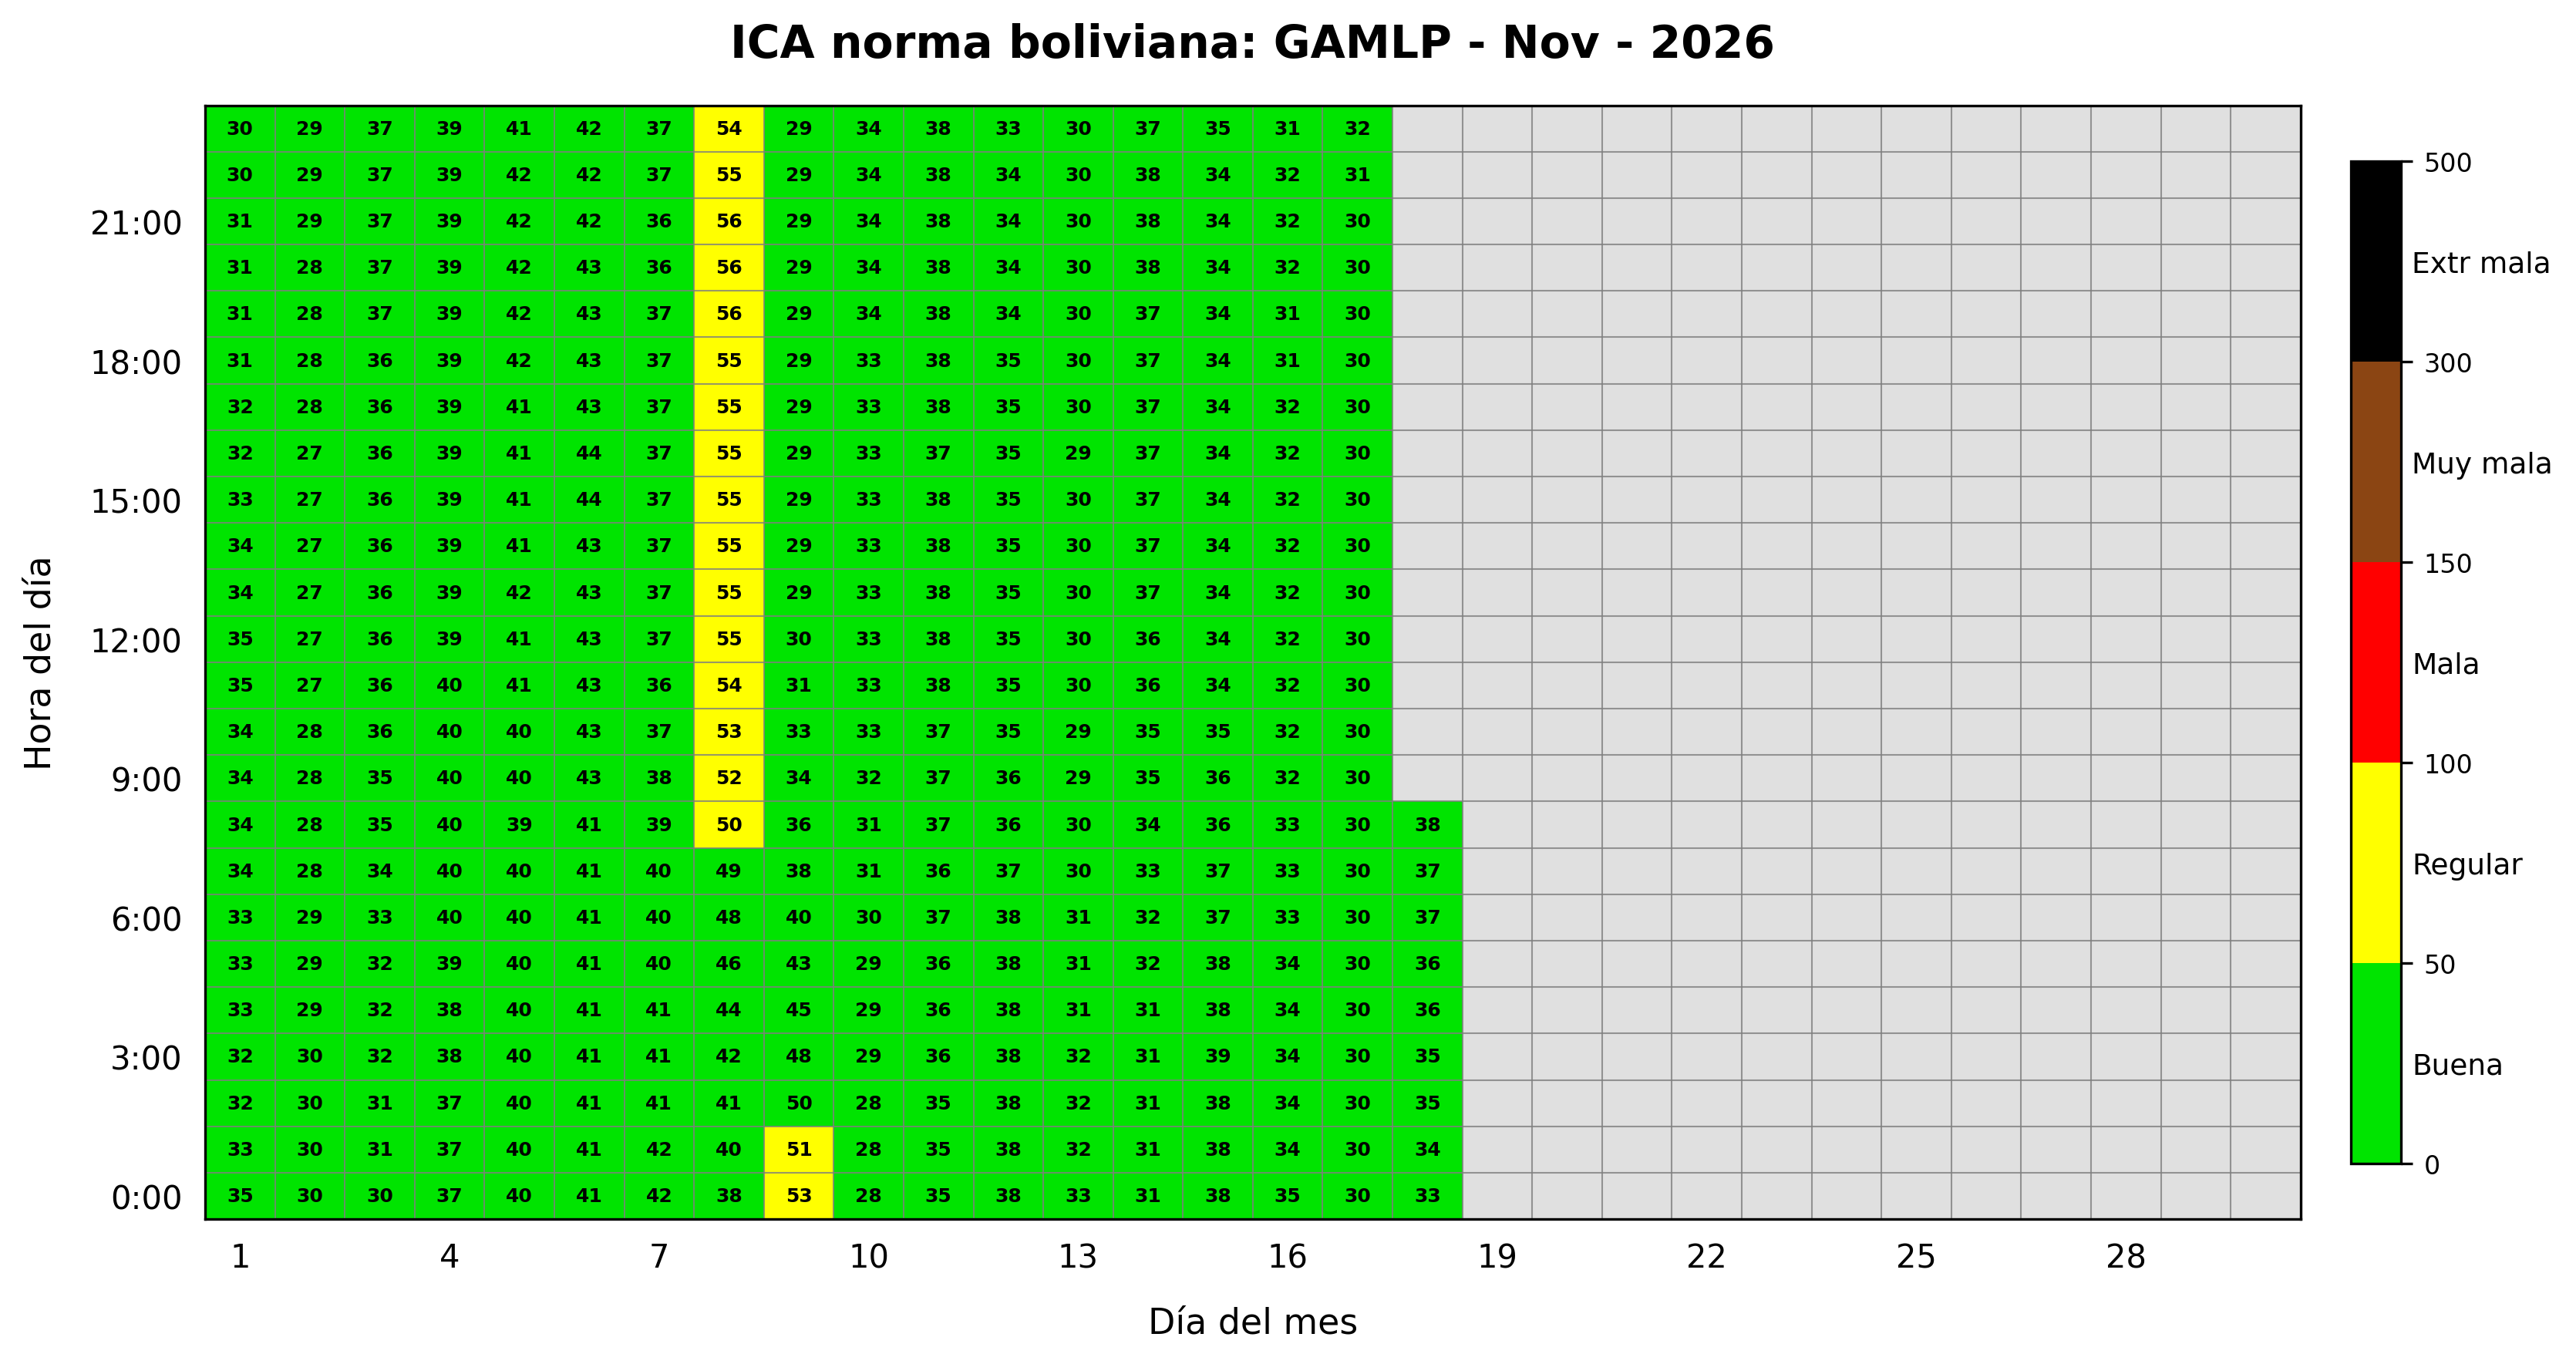 ICA norma boliviana: GAMLP - Nov - 2026
30 29 37 39 41 42 37 54 29 34 38 33 30 37 35 31 32
30 29 37 39 42 42 37 55 29 34 38 34 30 38 34 32 31
21:00 31 29 37 39 42 42 36 56 29 34 38 34 30 38 34 32 30
31 28 37 39 42 43 36 56 29 34 38 34 30 38 34 32 30
31 28 37 39 42 43 37 56 29 34 38 34 30 37 34 31 30
18:00 31 28 36 39 42 43 37 55 29 33 38 35 30 37 34 31 30
32 28 36 39 41 43 37 55 29 33 38 35 30 37 34 32 30
32 27 36 39 41 44 37 55 29 33 37 35 29 37 34 32 30
15:00 33 27 36 39 41 44 37 55 29 33 38 35 30 37 34 32 30
34 27 36 39 41 43 37 55 29 33 38 35 30 37 34 32 30
34 27 36 39 42 43 37 55 29 33 38 35 30 37 34 32 30
12:00 35 27 36 39 41 43 37 55 30 33 38 35 30 36 34 32 30
35 27 36 40 41 43 36 54 31 33 38 35 30 36 34 32 30
34 28 36 40 40 43 37 53 33 33 37 35 29 35 35 32 30
9:00 34 28 35 40 40 43 38 52 34 32 37 36 29 35 36 32 30
34 28 35 40 39 41 39 50 36 31 37 36 30 34 36 33 30 38
34 28 34 40 40 41 40 49 38 31 36 37 30 33 37 33 30 37
6:00 33 29 33 40 40 41 40 48 40 30 37 38 31 32 37 33 30 37
33 29 32 39 40 41 40 46 43 29 36 38 31 32 38 34 30 36
33 29 32 38 40 41 41 44 45 29 36 38 31 31 38 34 30 36
3:00 32 30 32 38 40 41 41 42 48 29 36 38 32 31 39 34 30 35
32 30 31 37 40 41 41 41 50 28 35 38 32 31 38 34 30 35
33 30 31 37 40 41 42 40 51 28 35 38 32 31 38 34 30 34
0:00 35 30 30 37 40 41 42 38 53 28 35 38 33 31 38 35 30 33
1 4 7 10 13 16 19 22 25 28
Día del mes
Hora del día
500
Extr mala
300
Muy mala
150
Mala
100
Regular
50
Buena
0